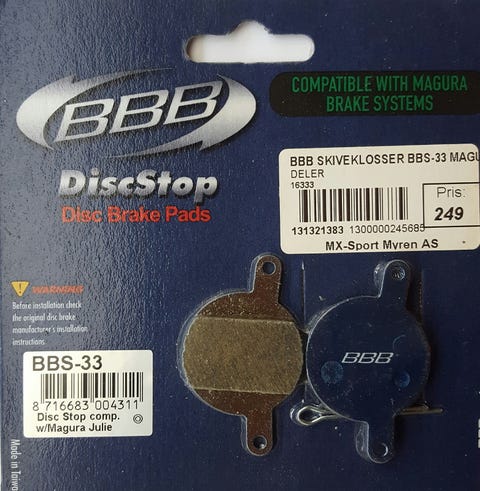 BBB
DiscStop
Disc Brake Pads
COMPATIBLE WITH MAGURA
BRAKE SYSTEMS
BBB SKIVEKLOSSER BBS-33 MAGU
DELER
16333
Pris:
249
131321383 1300000245685
MX-Sport Myren AS
WARNING
Before installation check
the original disc brake
manufacturer's installation
instructions
BBS-33
8 716683 004311
Disc Stop comp.
w/Magura Julie
BBB
Made in Taiwan